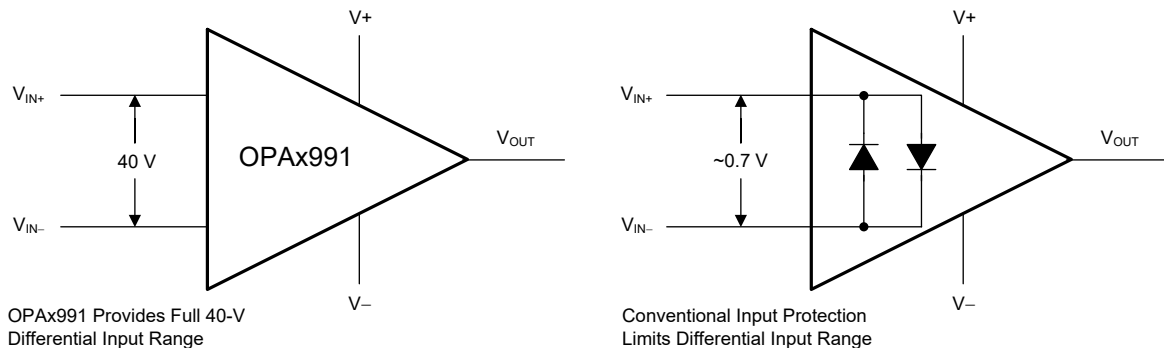 V+
VIN+
40 V
OPAx991
VOUT
VIN–
V–
OPAx991 Provides Full 40-V
Differential Input Range
V+
VIN+
~0.7 V
VOUT
VIN–
V–
Conventional Input Protection
Limits Differential Input Range